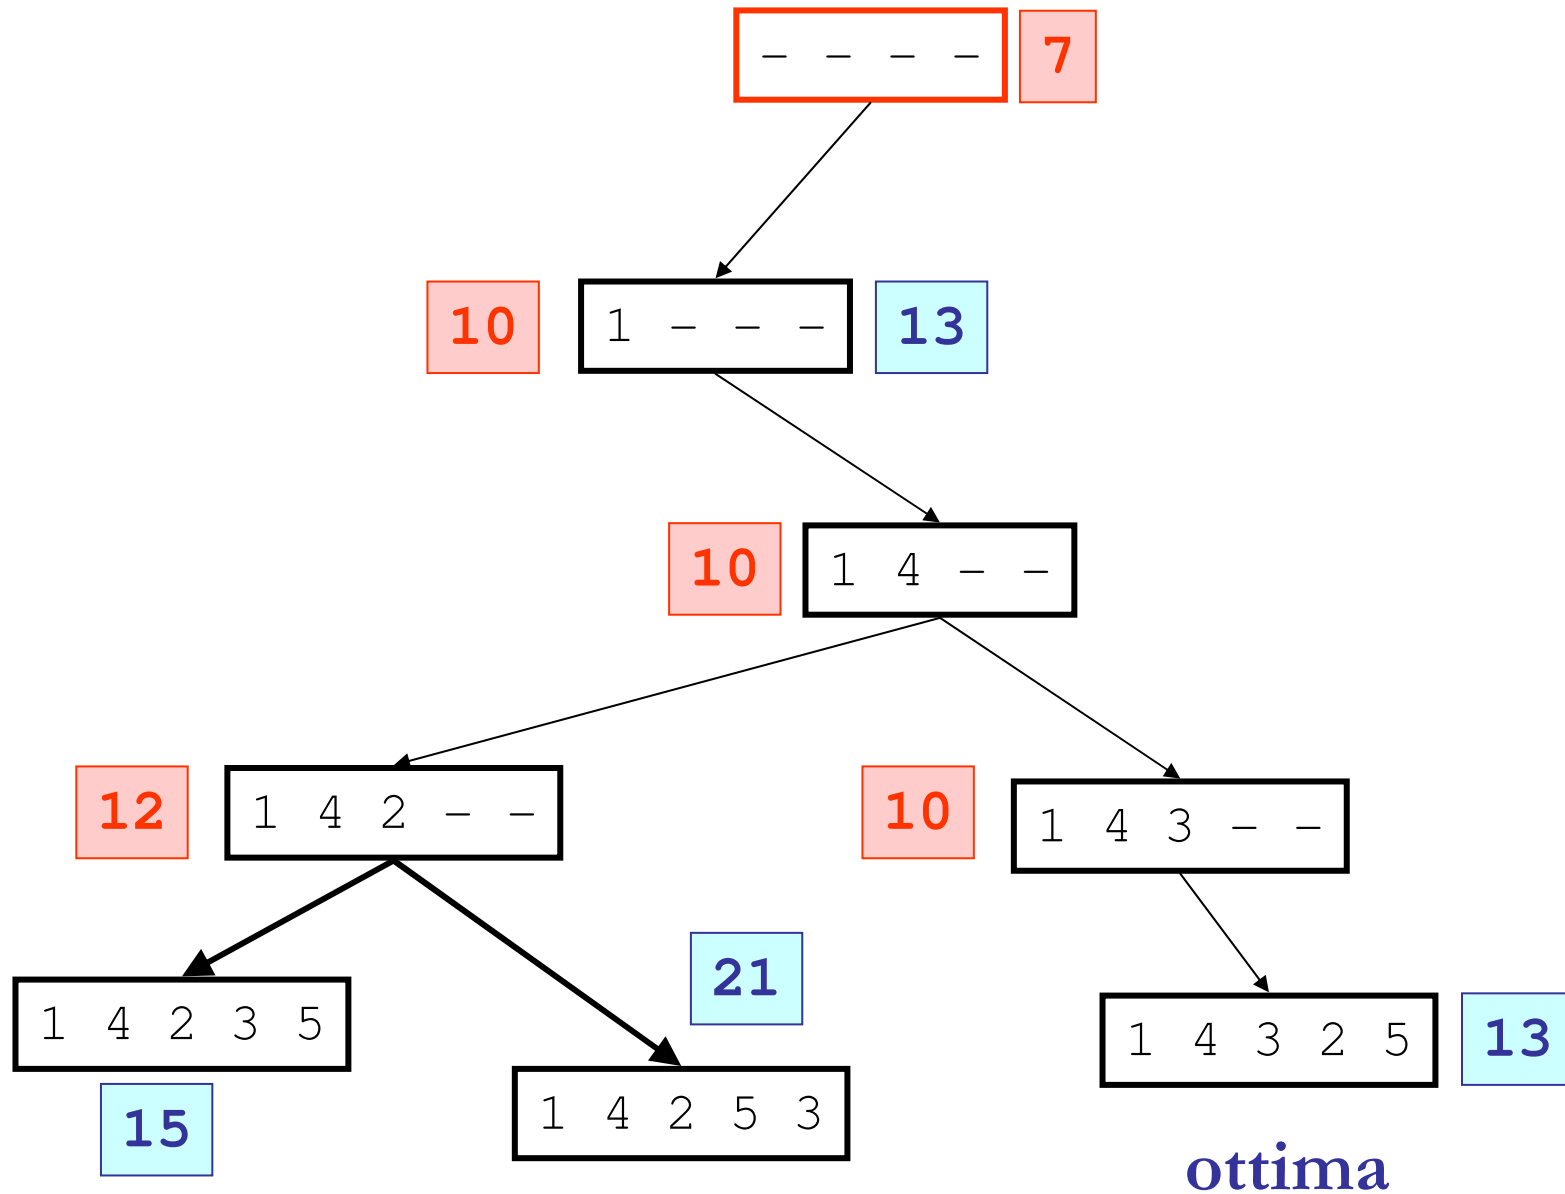 – – – – 7
10 1 – – – 13
10 1 4 – –
12 1 4 2 – –
10 1 4 3 – –
21
1 4 2 3 5
1 4 3 2 5 13
15
1 4 2 5 3
ottima